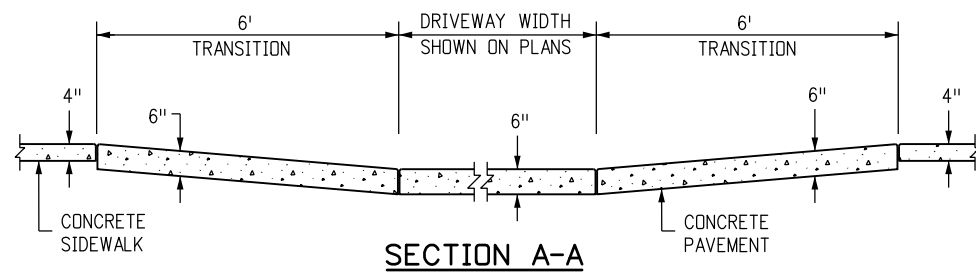 6'
TRANSITION
DRIVEWAY WIDTH
SHOWN ON PLANS
6'
TRANSITION
4"
6"
6"
6"
4"
CONCRETE
SIDEWALK
CONCRETE
PAVEMENT
SECTION A-A